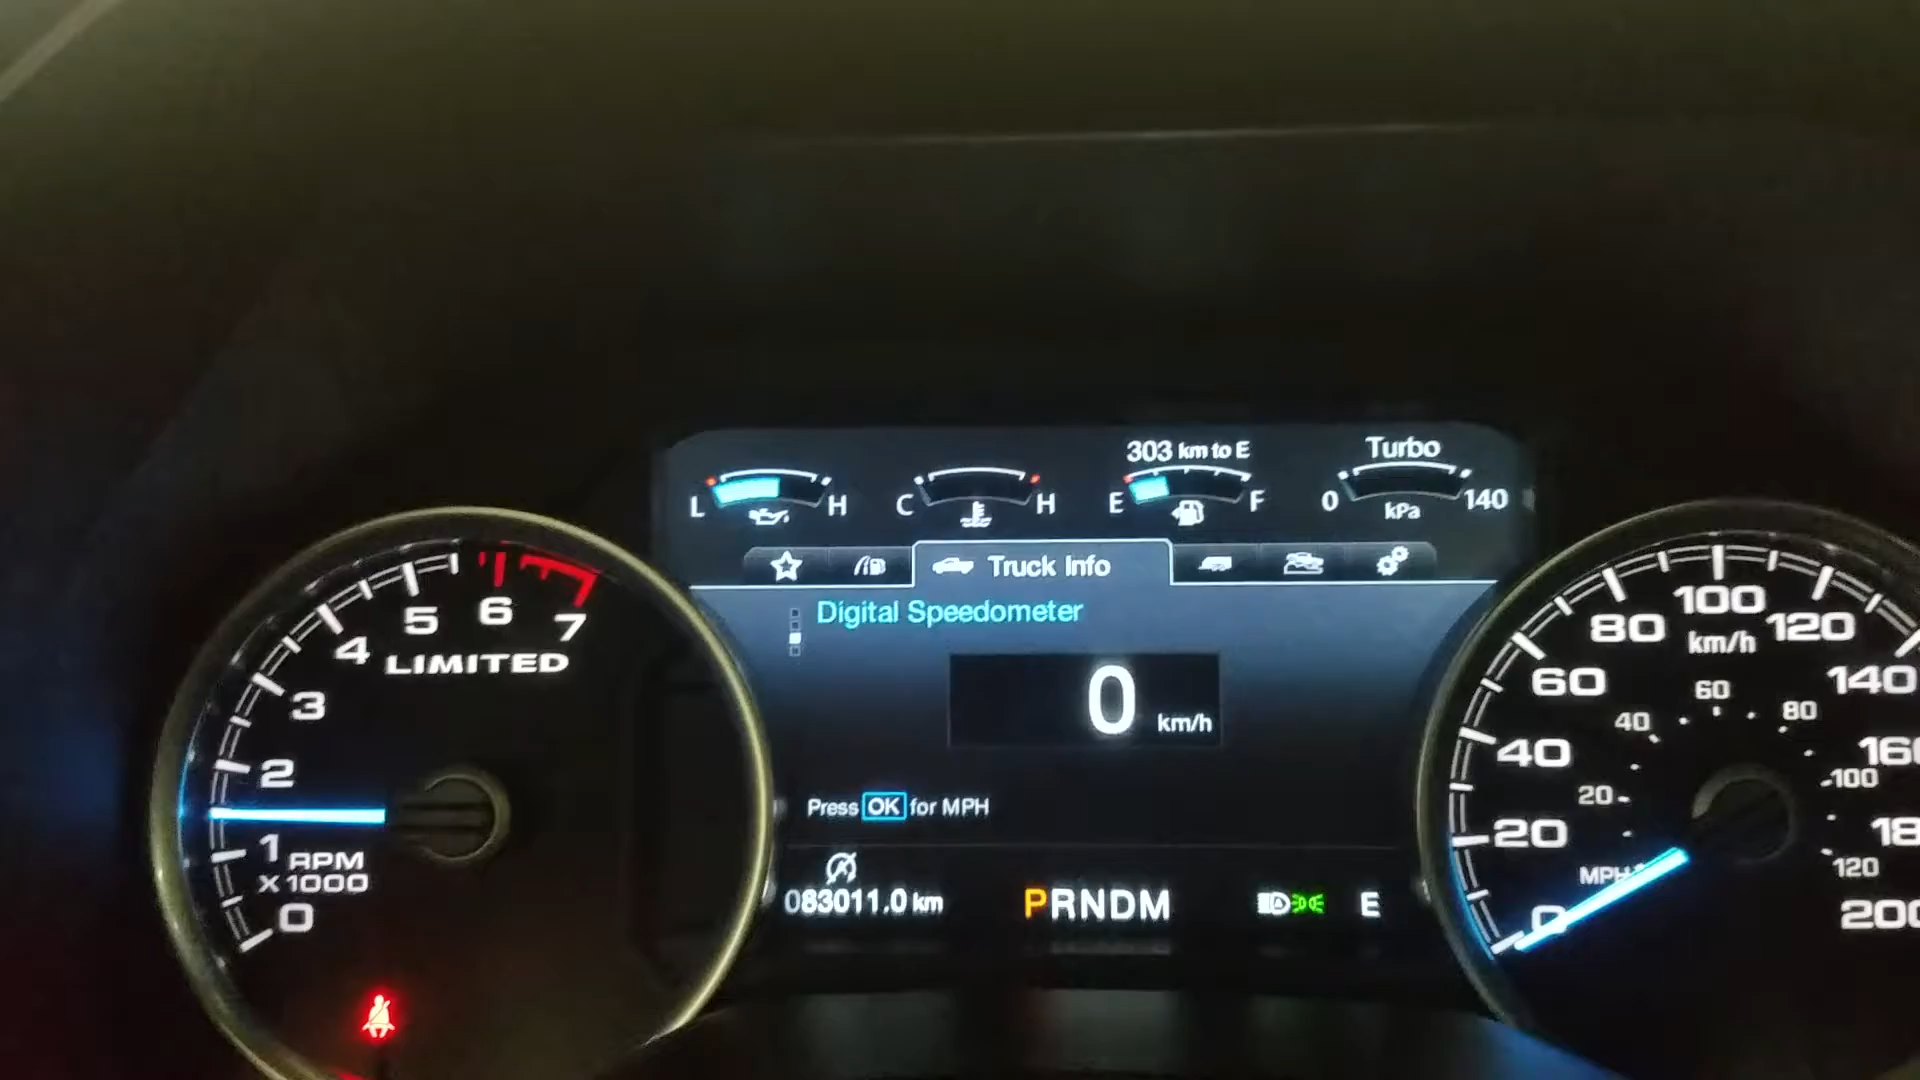 303 km to E
Turbo
L H
C H
E F
0 140
kPa
Truck Info
Digital Speedometer
0 km/h
Press OK for MPH
083011.0 km
PRNDM
E
0
1
2
3
4
5
6
7
LIMITED
RPM
X1000
0
20
40
60
80
100
120
140
200
km/h
20
40
60
80
100
120
MPH